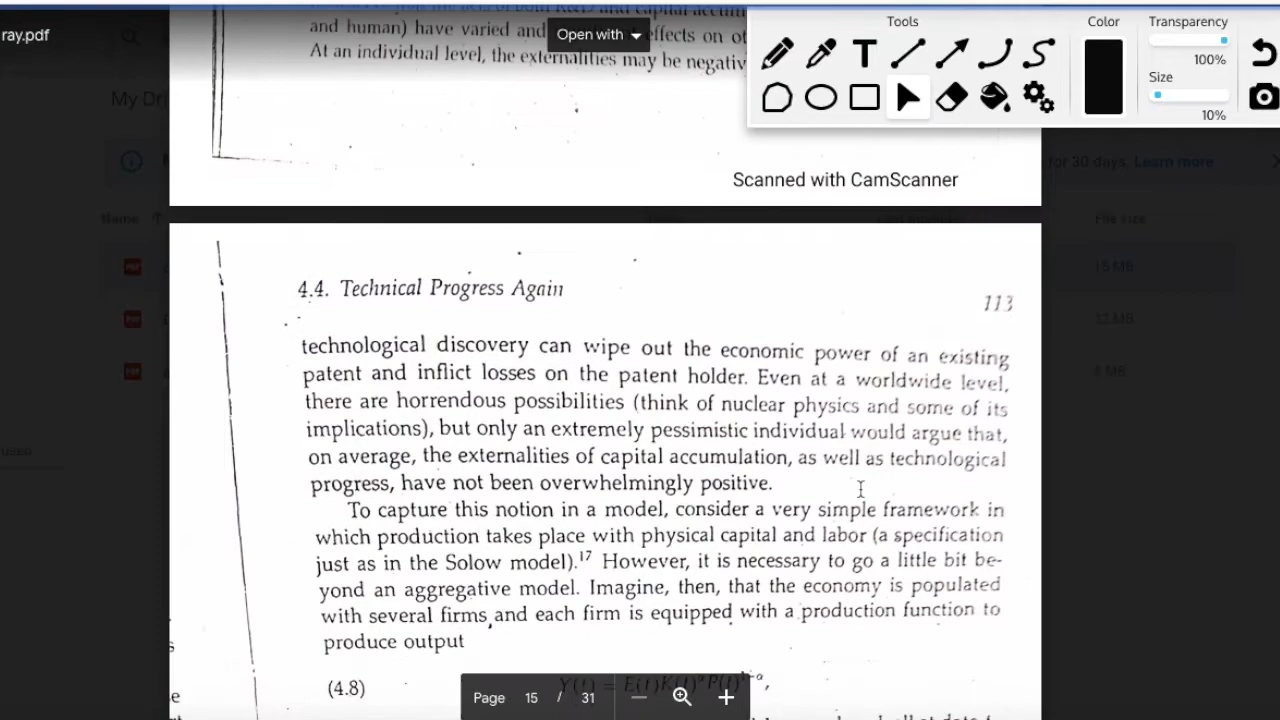 ray.pdf
Open with
Tools
Color
Transparency
100%
Size
10%
My Dri
for 30 days. Learn more
Name
File size
and human) have varied and effects on ot
At an individual level, the externalities may be negativ
Scanned with CamScanner
4.4. Technical Progress Again
113
technological discovery can wipe out the economic power of an existing
patent and inflict losses on the patent holder. Even at a worldwide level,
there are horrendous possibilities (think of nuclear physics and some of its
implications), but only an extremely pessimistic individual would argue that,
on average, the externalities of capital accumulation, as well as technological
progress, have not been overwhelmingly positive.
To capture this notion in a model, consider a very simple framework in
which production takes place with physical capital and labor (a specification
just as in the Solow model).17 However, it is necessary to go a little bit be-
yond an aggregative model. Imagine, then, that the economy is populated
with several firms, and each firm is equipped with a production function to
produce output
(4.8) Y(t) = E(t)K(t)^α P(t)^1−α,
Page 15 / 31